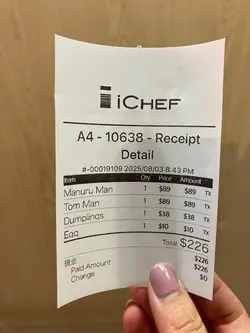 iCHEF
A4 - 10638 - Receipt
Detail
#-00019109 2025/08/03 8:43 PM
Item Qty Price Amount
Manuru Man 1 $89 $89 TX
Tom Man 1 $89 $89 TX
Dumplings 1 $38 $38 TX
Egg 1 $10 $10 TX
Total $226
現金 $226
Paid Amount $226
Change $0